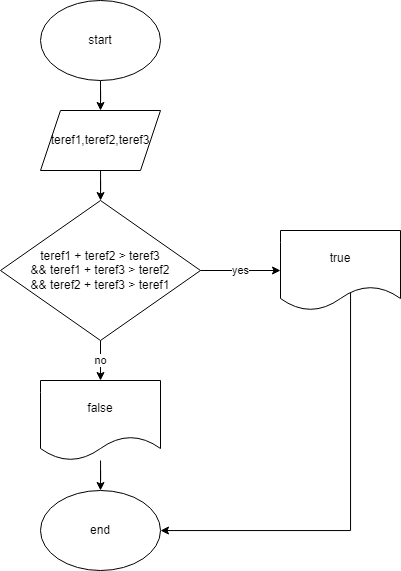 start
teref1,teref2,teref3
teref1 + teref2 > teref3
&& teref1 + teref3 > teref2
&& teref2 + teref3 > teref1
yes
true
no
false
end